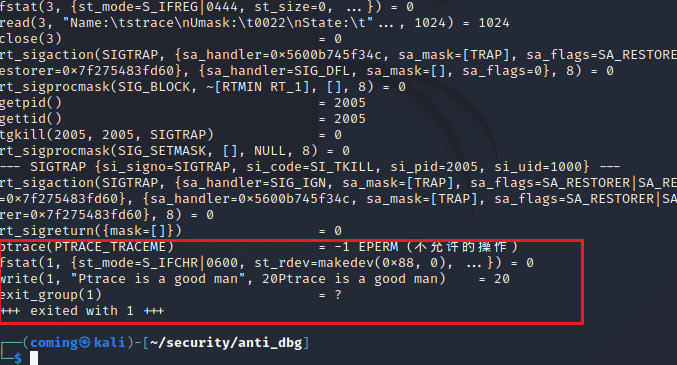 fstat(3, {st_mode=S_IFREG|0444, st_size=0, ...}) = 0
read(3, "Name:\tstrace\nUmask:\t0022\nState:\t"..., 1024) = 1024
close(3) = 0
rt_sigaction(SIGTRAP, {sa_handler=0×5600b745f34c, sa_mask=[TRAP], sa_flags=SA_RESTORE
estorer=0×7f275483fd60}, {sa_handler=SIG_DFL, sa_mask=[], sa_flags=0}, 8) = 0
rt_sigprocmask(SIG_BLOCK, ~[RTMIN RT_1], [], 8) = 0
getpid() = 2005
gettid() = 2005
tgkill(2005, 2005, SIGTRAP) = 0
rt_sigprocmask(SIG_SETMASK, [], NULL, 8) = 0
--- SIGTRAP {si_signo=SIGTRAP, si_code=SI_TKILL, si_pid=2005, si_uid=1000} ---
rt_sigaction(SIGTRAP, {sa_handler=SIG_IGN, sa_mask=[TRAP], sa_flags=SA_RESTORER|SA_RE
=0×7f275483fd60}, {sa_handler=0×5600b745f34c, sa_mask=[TRAP], sa_flags=SA_RESTORER|SA
rer=0×7f275483fd60}, 8) = 0
rt_sigreturn({mask=[]}) = 0
ptrace(PTRACE_TRACEME) = -1 EPERM (不允许的操作)
fstat(1, {st_mode=S_IFCHR|0600, st_rdev=makedev(0×88, 0), ...}) = 0
write(1, "Ptrace is a good man", 20Ptrace is a good man) = 20
exit_group(1) = ?
+++ exited with 1 +++
┌──(coming㉿kali)-[~/security/anti_dbg]
└─$